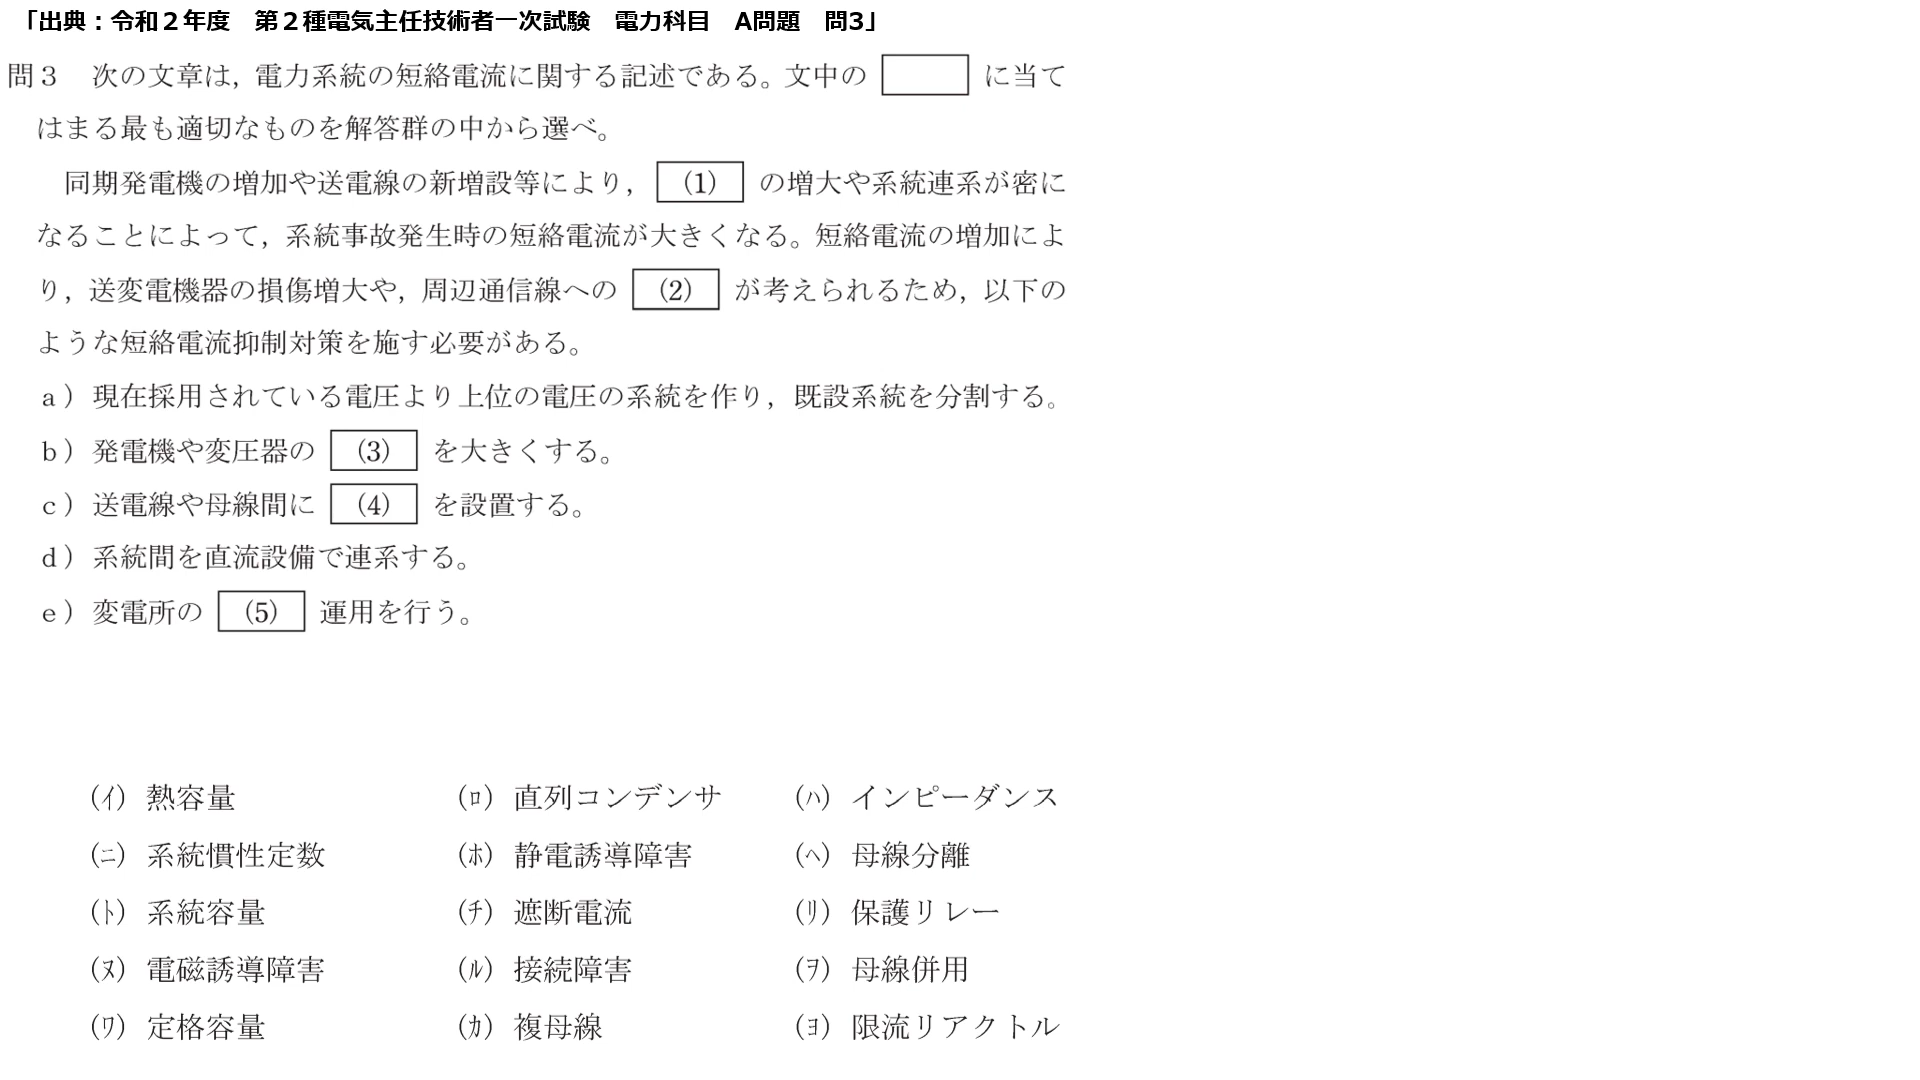 「出典：令和２年度　第２種電気主任技術者一次試験　電力科目　A問題　問3」
問３　次の文章は，電力系統の短絡電流に関する記述である。文中の　　　に当て
はまる最も適切なものを解答群の中から選べ。
同期発電機の増加や送電線の新増設等により，(1)の増大や系統連系が密に
なることによって，系統事故発生時の短絡電流が大きくなる。短絡電流の増加によ
り，送変電機器の損傷増大や，周辺通信線への(2)が考えられるため，以下の
ような短絡電流抑制対策を施す必要がある。
ａ）現在採用されている電圧より上位の電圧の系統を作り，既設系統を分割する。
ｂ）発電機や変圧器の(3)を大きくする。
ｃ）送電線や母線間に(4)を設置する。
ｄ）系統間を直流設備で連系する。
ｅ）変電所の(5)運用を行う。
(ｲ) 熱容量　(ﾛ) 直列コンデンサ　(ﾊ) インピーダンス
(ﾆ) 系統慣性定数　(ﾎ) 静電誘導障害　(ﾍ) 母線分離
(ﾄ) 系統容量　(ﾁ) 遮断電流　(ﾘ) 保護リレー
(ﾇ) 電磁誘導障害　(ﾙ) 接続障害　(ｦ) 母線併用
(ﾜ) 定格容量　(ｶ) 複母線　(ﾖ) 限流リアクトル